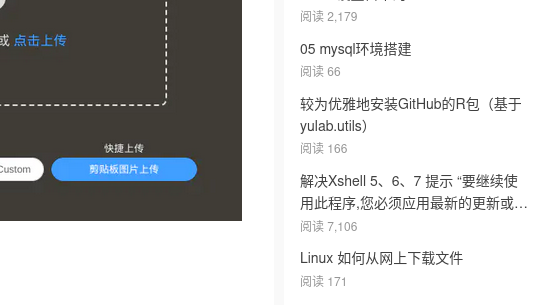 或 点击上传
快捷上传
Custom
剪贴板图片上传
阅读 2,179
05 mysql环境搭建
阅读 66
较为优雅地安装GitHub的R包（基于
yulab.utils）
阅读 166
解决Xshell 5、6、7 提示 “要继续使
用此程序,您必须应用最新的更新或…
阅读 7,106
Linux 如何从网上下载文件
阅读 171